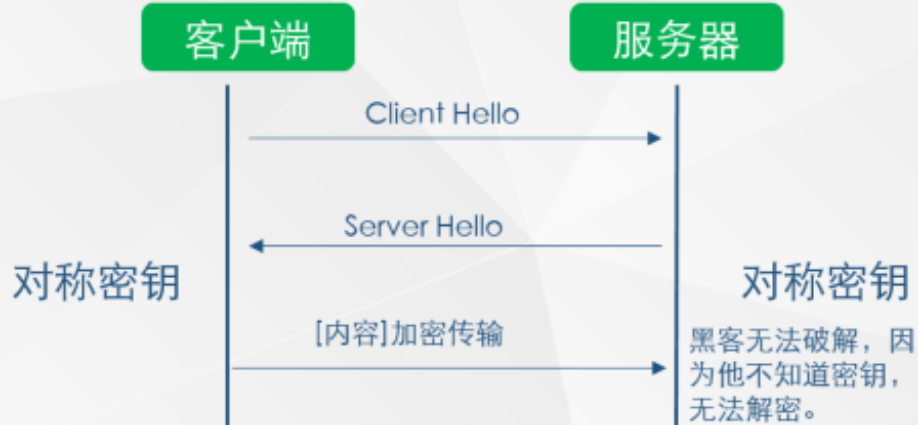 客户端
服务器
Client Hello
Server Hello
对称密钥
对称密钥
[内容]加密传输
黑客无法破解，因
为他不知道密钥，
无法解密。